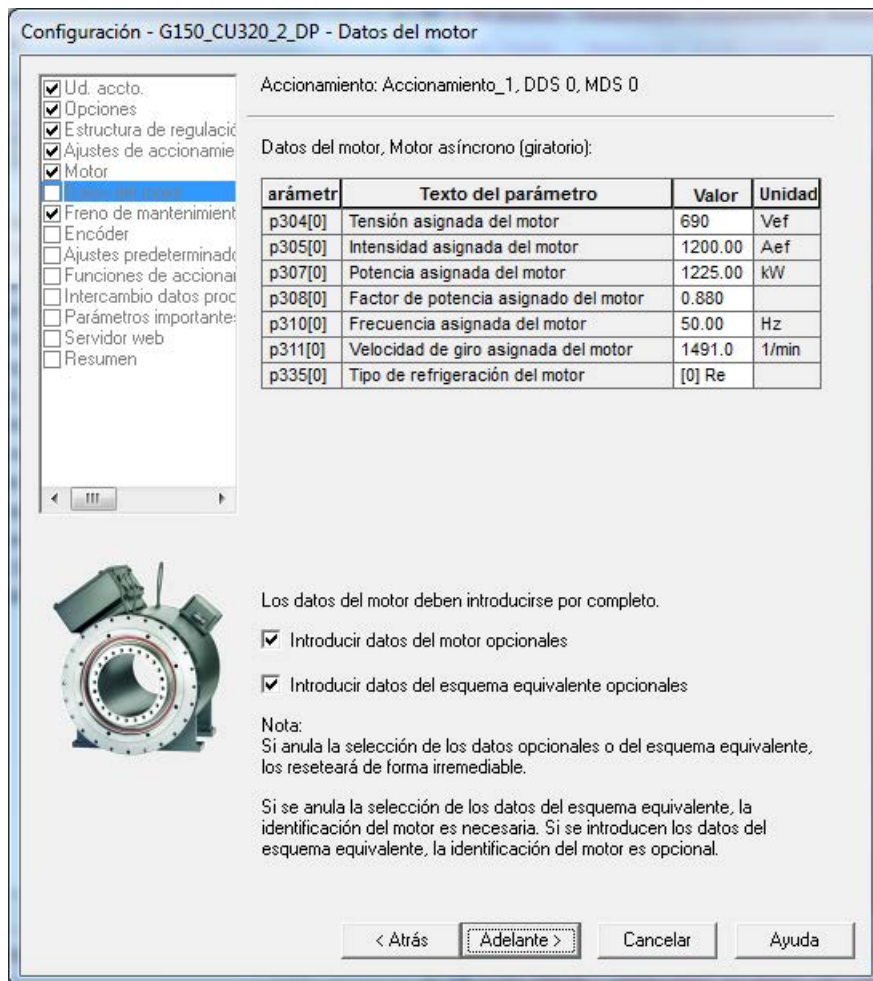 Configuración - G150_CU320_2_DP - Datos del motor
Ud. accto.
Opciones
Estructura de regulació
Ajustes de accionamie
Motor
Freno de mantenimient
Encóder
Ajustes predeterminado
Funciones de accionar
Intercambio datos proc
Parámetros importantes
Servidor web
Resumen
Accionamiento: Accionamiento_1, DDS 0, MDS 0
Datos del motor, Motor asíncrono (giratorio):
arámetr Texto del parámetro Valor Unidad
p304[0] Tensión asignada del motor 690 Vef
p305[0] Intensidad asignada del motor 1200.00 Aef
p307[0] Potencia asignada del motor 1225.00 kW
p308[0] Factor de potencia asignado del motor 0.880
p310[0] Frecuencia asignada del motor 50.00 Hz
p311[0] Velocidad de giro asignada del motor 1491.0 1/min
p335[0] Tipo de refrigeración del motor [0] Re
Los datos del motor deben introducirse por completo.
Introducir datos del motor opcionales
Introducir datos del esquema equivalente opcionales
Nota:
Si anula la selección de los datos opcionales o del esquema equivalente,
los reseteará de forma irremediable.
Si se anula la selección de los datos del esquema equivalente, la
identificación del motor es necesaria. Si se introducen los datos del
esquema equivalente, la identificación del motor es opcional.
< Atrás
Adelante >
Cancelar
Ayuda